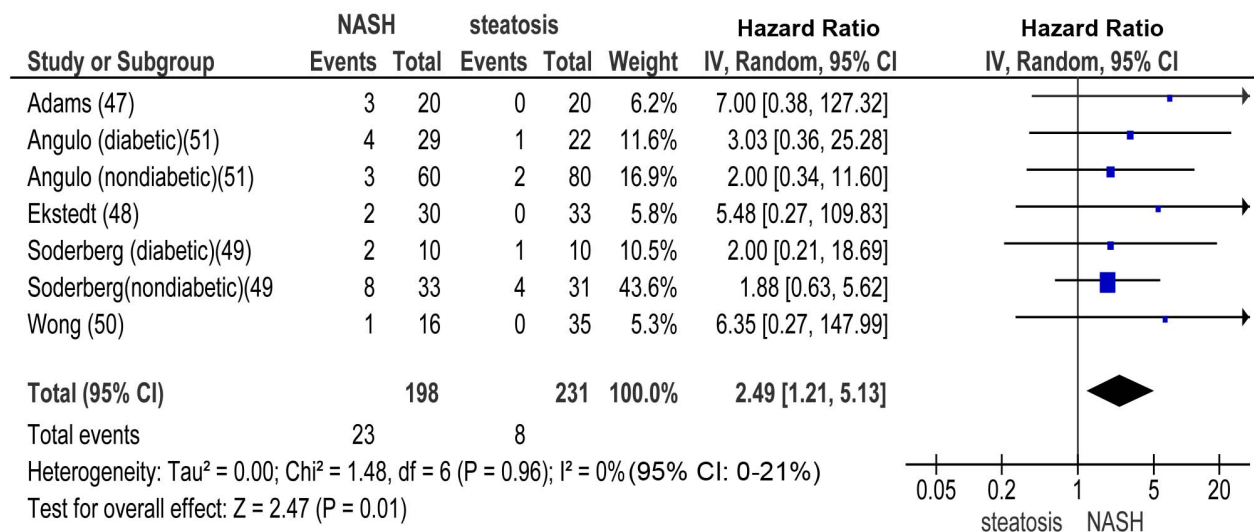 NASH steatosis Hazard Ratio Hazard Ratio
Study or Subgroup Events Total Events Total Weight IV, Random, 95% CI IV, Random, 95% CI
Adams (47) 3 20 0 20 6.2% 7.00 [0.38, 127.32]
Angulo (diabetic)(51) 4 29 1 22 11.6% 3.03 [0.36, 25.28]
Angulo (nondiabetic)(51) 3 60 2 80 16.9% 2.00 [0.34, 11.60]
Ekstedt (48) 2 30 0 33 5.8% 5.48 [0.27, 109.83]
Soderberg (diabetic)(49) 2 10 1 10 10.5% 2.00 [0.21, 18.69]
Soderberg(nondiabetic)(49 8 33 4 31 43.6% 1.88 [0.63, 5.62]
Wong (50) 1 16 0 35 5.3% 6.35 [0.27, 147.99]
Total (95% CI) 198 231 100.0% 2.49 [1.21, 5.13]
Total events 23 8
Heterogeneity: Tau² = 0.00; Chi² = 1.48, df = 6 (P = 0.96); I² = 0% (95% CI: 0-21%)
Test for overall effect: Z = 2.47 (P = 0.01)
0.05 0.2 1 5 20
steatosis NASH